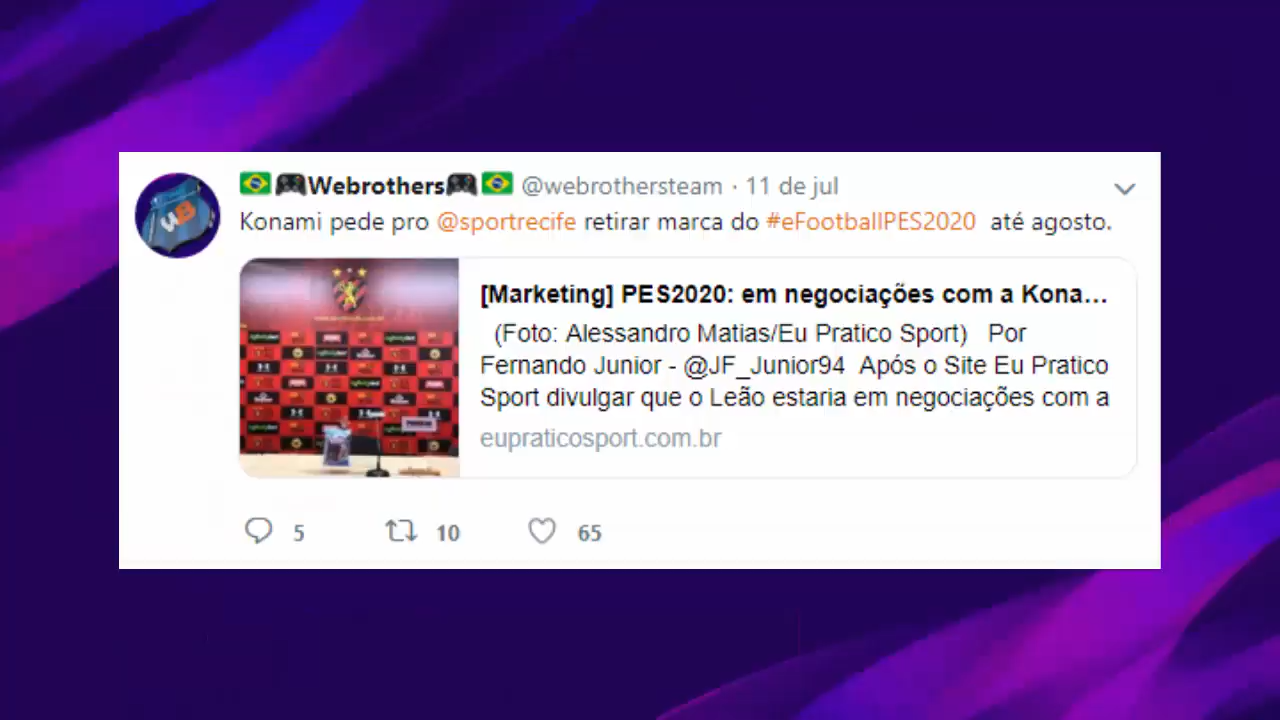 Webrothers @webrothersteam · 11 de jul
Konami pede pro @sportrecife retirar marca do #eFootballPES2020 até agosto.
[Marketing] PES2020: em negociações com a Kona...
(Foto: Alessandro Matias/Eu Pratico Sport) Por
Fernando Junior - @JF_Junior94 Após o Site Eu Pratico
Sport divulgar que o Leão estaria em negociações com a
eupraticosport.com.br
5 10 65